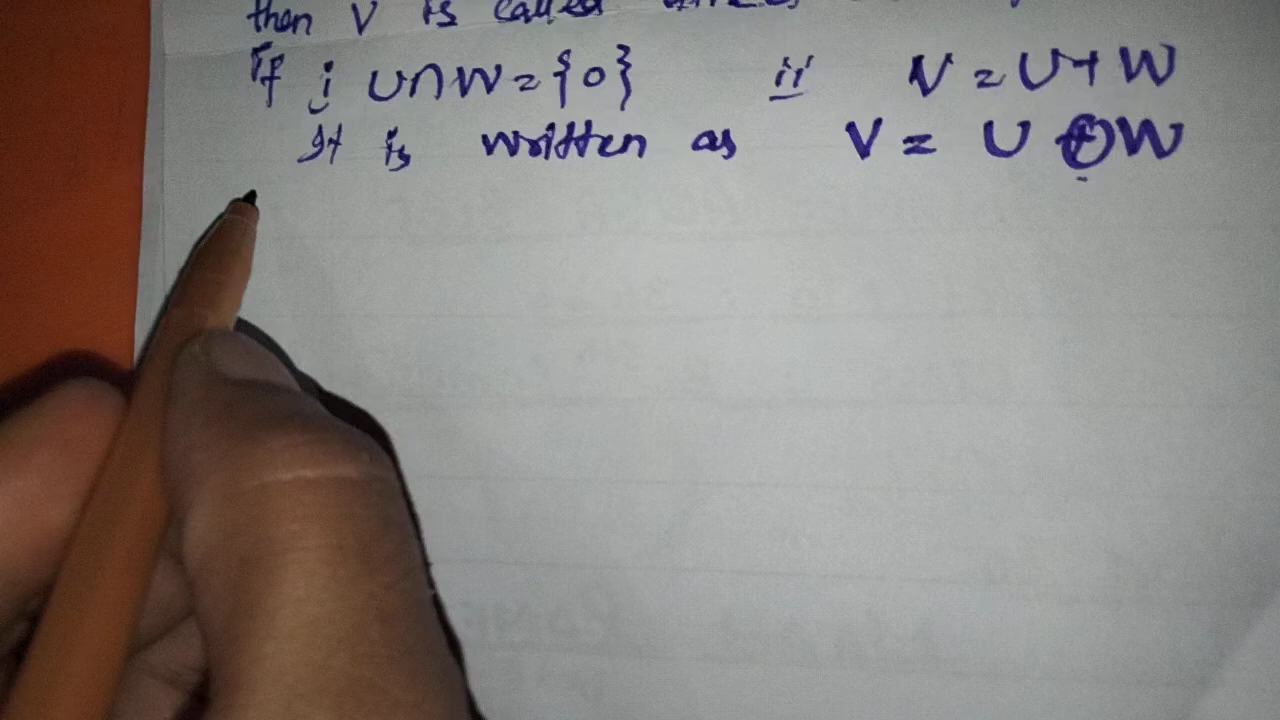 then V is called
If i U∩W = {0} ii V = U + W
It is written as V = U ⊕ W